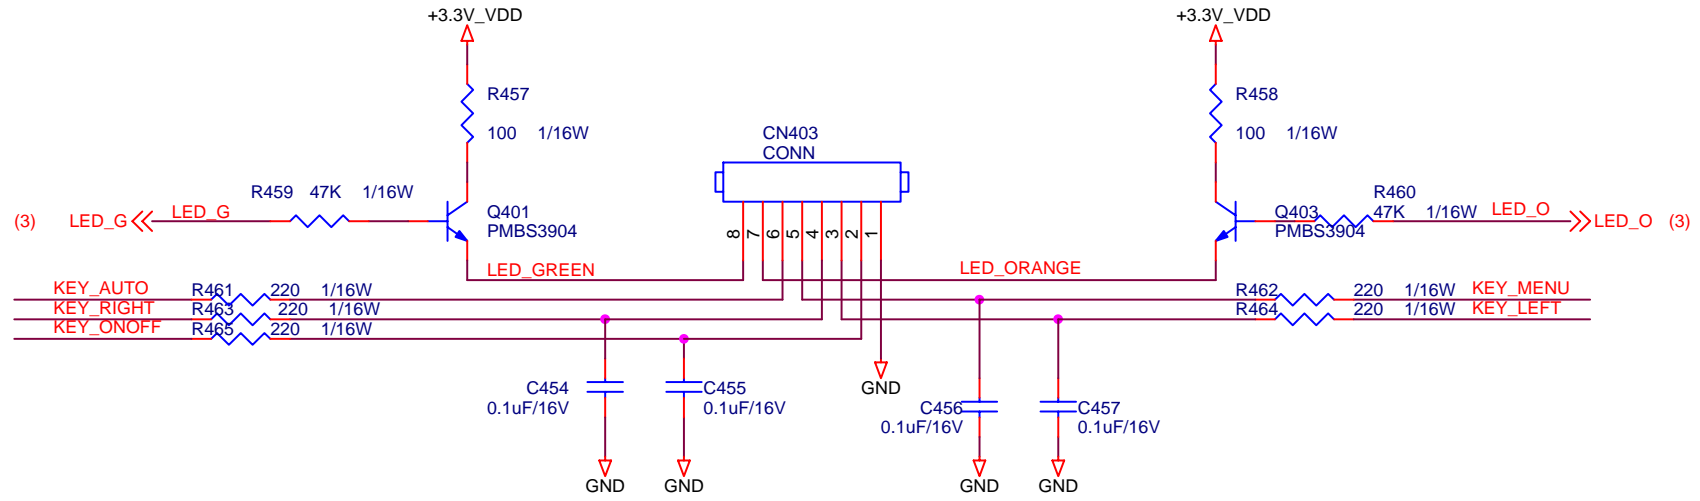 +3.3V_VDD
+3.3V_VDD
R457
100 1/16W
R458
100 1/16W
CN403
CONN
R459 47K 1/16W
(3) LED_G LED_G
Q401
PMBS3904
8 7 6 5 4 3 2 1
R460
47K 1/16W
Q403
PMBS3904
LED_O LED_O (3)
LED_GREEN
LED_ORANGE
KEY_AUTO R461 220 1/16W
KEY_RIGHT R463 220 1/16W
KEY_ONOFF R465 220 1/16W
R462 220 1/16W KEY_MENU
R464 220 1/16W KEY_LEFT
C454
0.1uF/16V
C455
0.1uF/16V
GND
C456
0.1uF/16V
C457
0.1uF/16V
GND GND GND GND